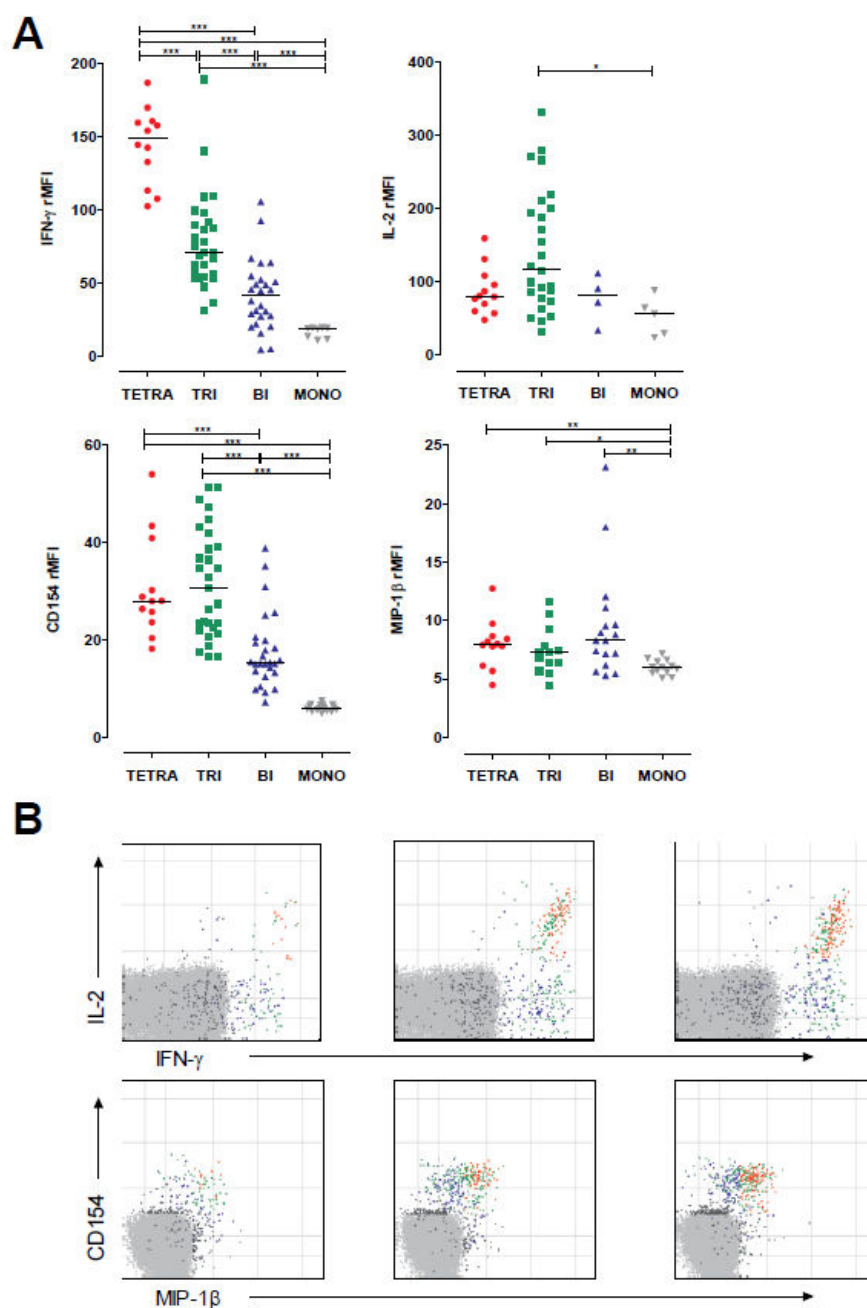 A
***
***
*** *** ***
***
200
150
100
50
0
IFN-γ rMFI
TETRA TRI BI MONO
*
400
300
200
100
0
IL-2 rMFI
TETRA TRI BI MONO
***
***
*** ***
***
60
40
20
0
CD154 rMFI
TETRA TRI BI MONO
**
*
**
25
20
15
10
5
0
MIP-1β rMFI
TETRA TRI BI MONO
B
IL-2
IFN-γ
CD154
MIP-1β